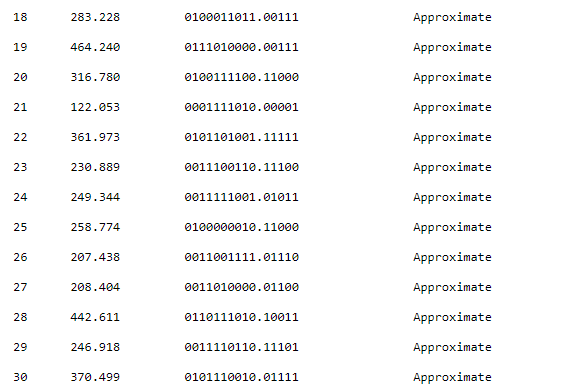 18 283.228 0100011011.00111 Approximate
19 464.240 0111010000.00111 Approximate
20 316.780 0100111100.11000 Approximate
21 122.053 0001111010.00001 Approximate
22 361.973 0101101001.11111 Approximate
23 230.889 0011100110.11100 Approximate
24 249.344 0011111001.01011 Approximate
25 258.774 0100000010.11000 Approximate
26 207.438 0011001111.01110 Approximate
27 208.404 0011010000.01100 Approximate
28 442.611 0110111010.10011 Approximate
29 246.918 0011110110.11101 Approximate
30 370.499 0101110010.01111 Approximate